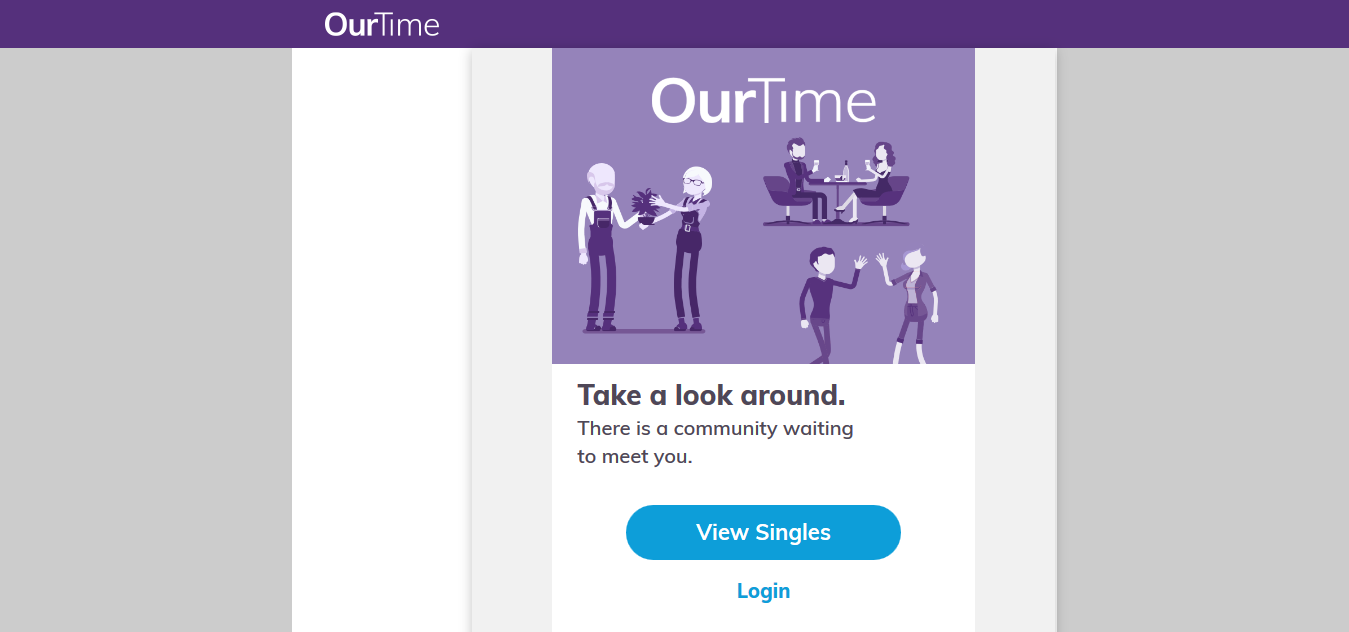 OurTime
OurTime
Take a look around.
There is a community waiting
to meet you.
View Singles
Login